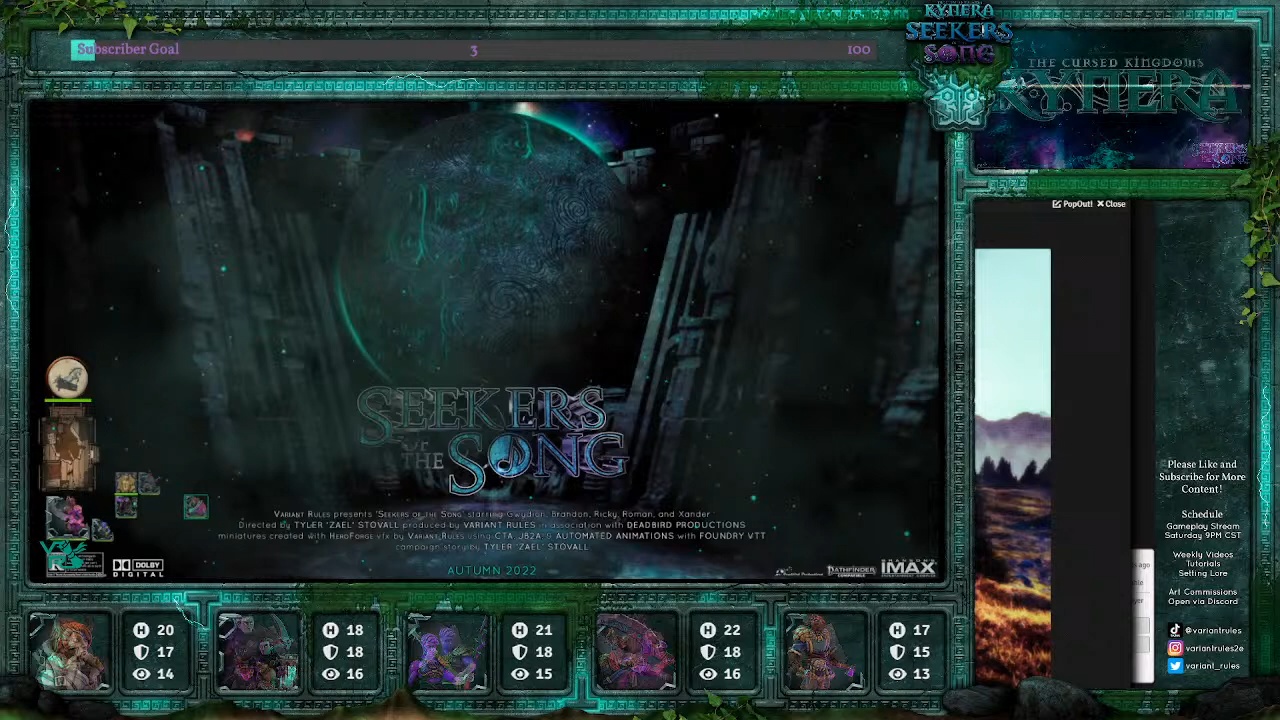 Subscriber Goal
3
100
KYNERA
SEEKERS
SONG
THE CURSED KINGDOMS
KYNERA
PopOut! Close
SEEKERS
OF THE
SONG
Variant Rules presents 'Seekers of the Song' starring Gwydion, Brandon, Ricky, Roman, and Xander
Directed by TYLER 'ZAEL' STOVALL produced by VARIANT RULES in association with DEADBIRD PRODUCTIONS
miniatures created with HeroForge vfx by Variant Rules using CTA, JB2A & AUTOMATED ANIMATIONS with FOUNDRY VTT
campaign story by TYLER 'ZAEL' STOVALL
AUTUMN 2022
R
DOLBY
DIGITAL
PATHFINDER
COMPATIBLE
IMAX
Please Like and
Subscribe for More
Content!
Schedule
Gameplay Stream
Saturday 9PM CST
Weekly Videos
Tutorials
Setting Lore
Art Commissions
Open via Discord
@variantrules
variantrules2e
variant_rules
H 20
17
14
H 18
18
16
H 21
18
15
H 22
18
16
H 17
15
13